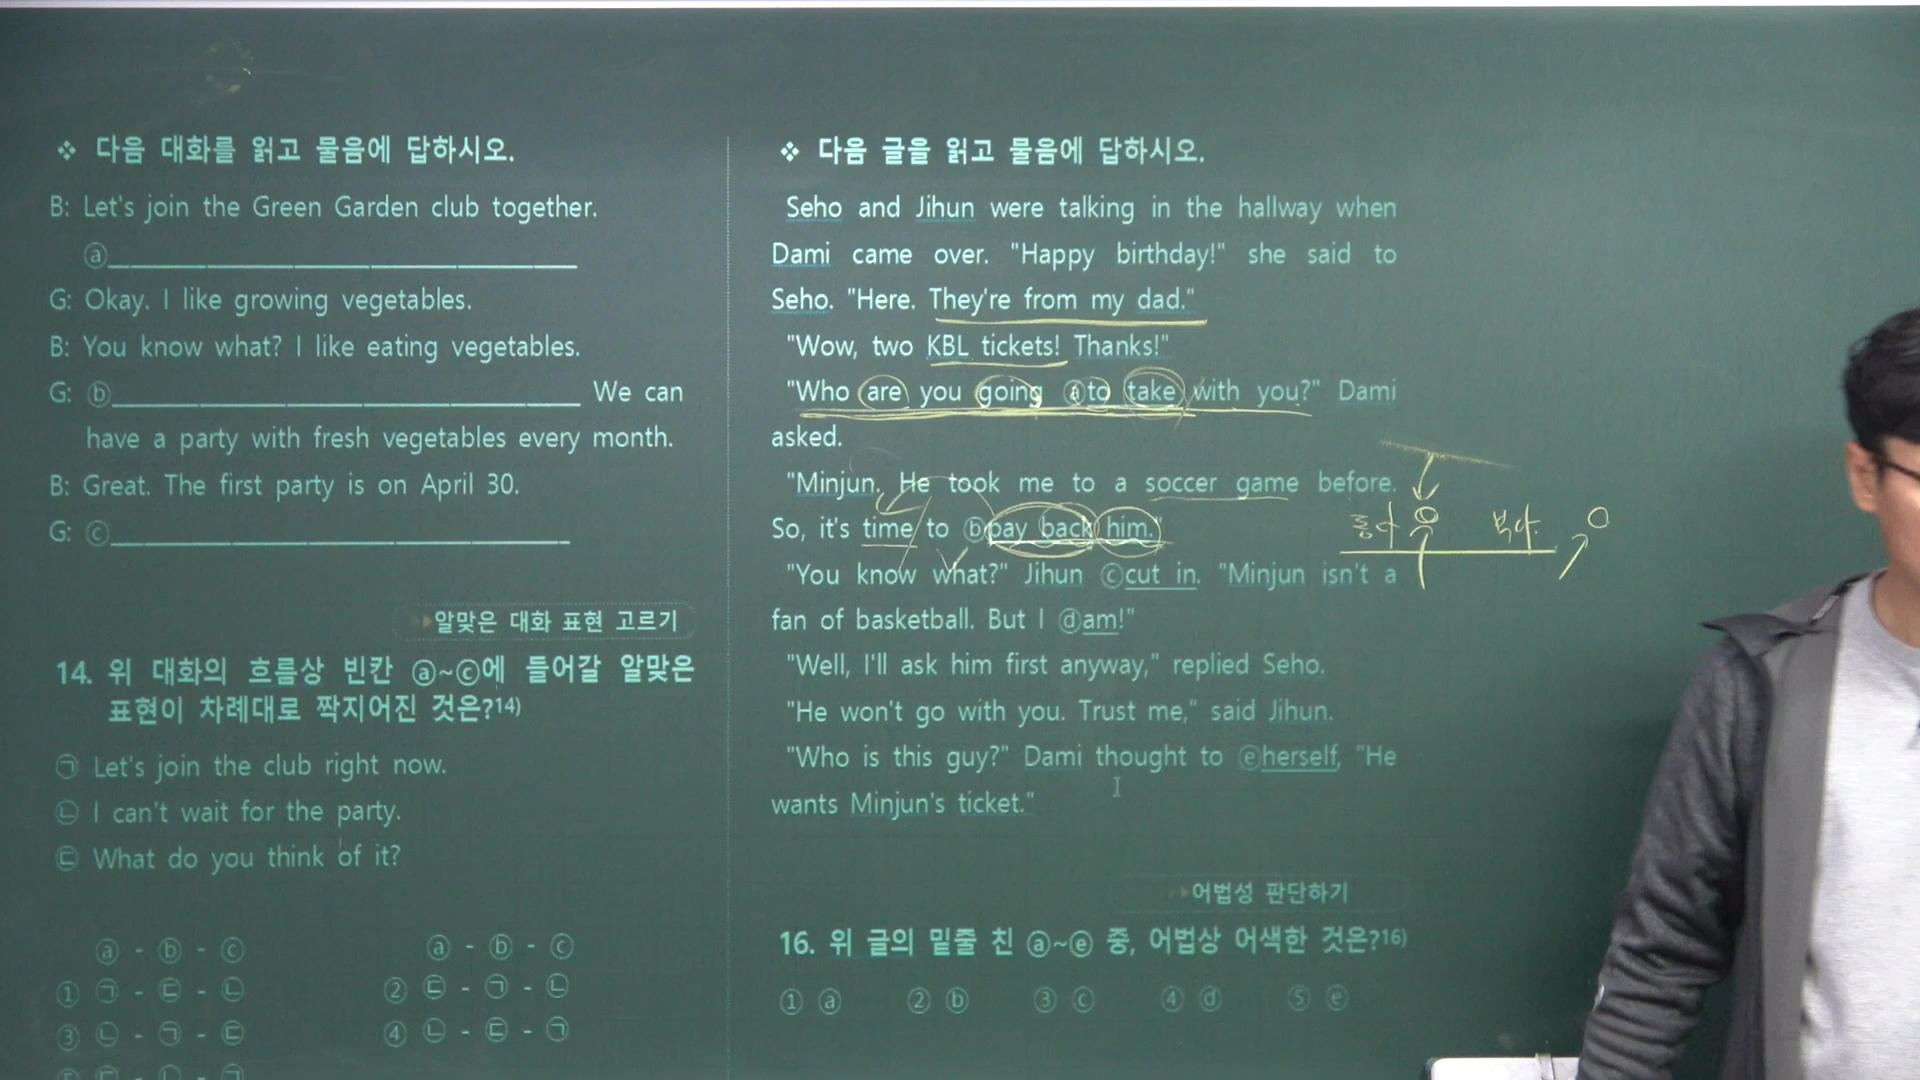 ❖ 다음 대화를 읽고 물음에 답하시오.
B: Let's join the Green Garden club together.
ⓐ
G: Okay. I like growing vegetables.
B: You know what? I like eating vegetables.
G: ⓑ We can
have a party with fresh vegetables every month.
B: Great. The first party is on April 30.
G: ⓒ
▸▸알맞은 대화 표현 고르기
14. 위 대화의 흐름상 빈칸 ⓐ~ⓒ에 들어갈 알맞은
표현이 차례대로 짝지어진 것은?14)
㉠ Let's join the club right now.
㉡ I can't wait for the party.
㉢ What do you think of it?
ⓐ - ⓑ - ⓒ ⓐ - ⓑ - ⓒ
① ㉠ - ㉢ - ㉡ ② ㉢ - ㉠ - ㉡
③ ㉡ - ㉠ - ㉢ ④ ㉡ - ㉢ - ㉠
❖ 다음 글을 읽고 물음에 답하시오.
Seho and Jihun were talking in the hallway when
Dami came over. "Happy birthday!" she said to
Seho. "Here. They're from my dad."
"Wow, two KBL tickets! Thanks!"
"Who are you going ⓐto take with you?" Dami
asked.
"Minjun. He took me to a soccer game before.
So, it's time to ⓑpay back him."
"You know what?" Jihun ⓒcut in. "Minjun isn't a
fan of basketball. But I ⓓam!"
"Well, I'll ask him first anyway," replied Seho.
"He won't go with you. Trust me," said Jihun.
"Who is this guy?" Dami thought to ⓔherself, "He
wants Minjun's ticket."
▸▸어법성 판단하기
16. 위 글의 밑줄 친 ⓐ~ⓔ 중, 어법상 어색한 것은?16)
① ⓐ ② ⓑ ③ ⓒ ④ ⓓ ⑤ ⓔ